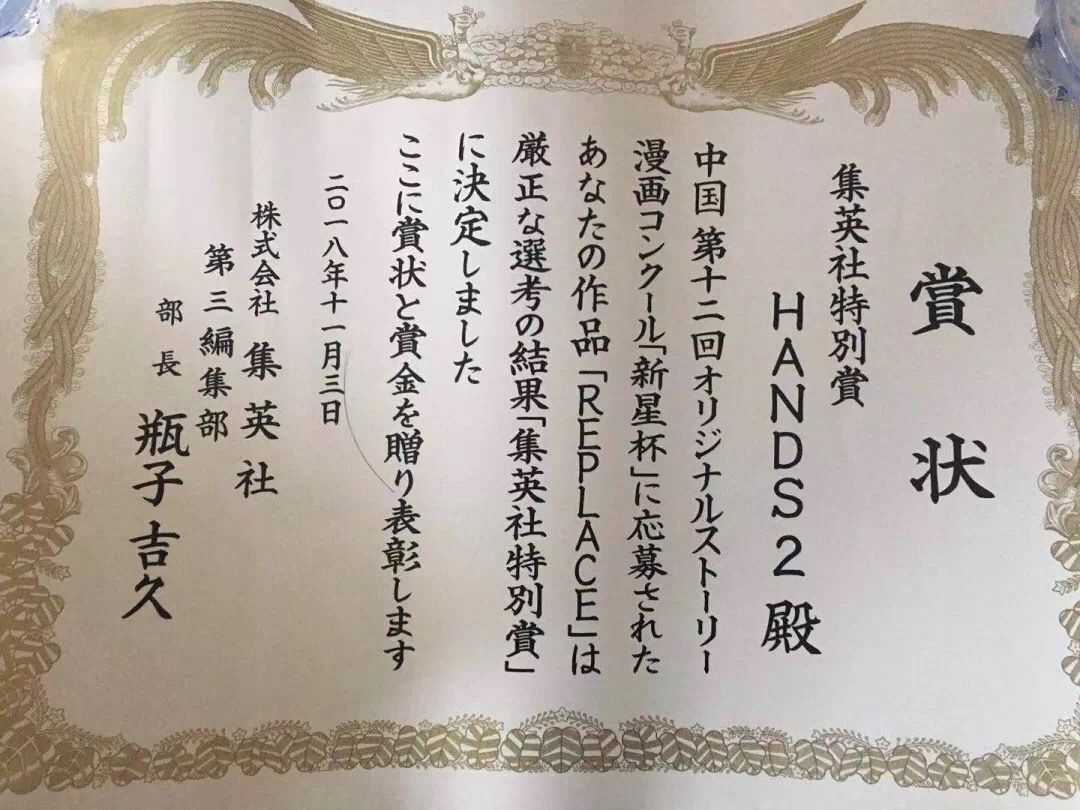 賞状
集英社特別賞
HANDS2殿
中国第十二回オリジナルストーリー
漫画コンクール「新星杯」に応募された
あなたの作品「REPLACE」は
厳正な選考の結果「集英社特別賞」
に決定しました
ここに賞状と賞金を贈り表彰します
二〇一八年十一月三日
株式会社 集英社
第三編集部
部長 瓶子吉久